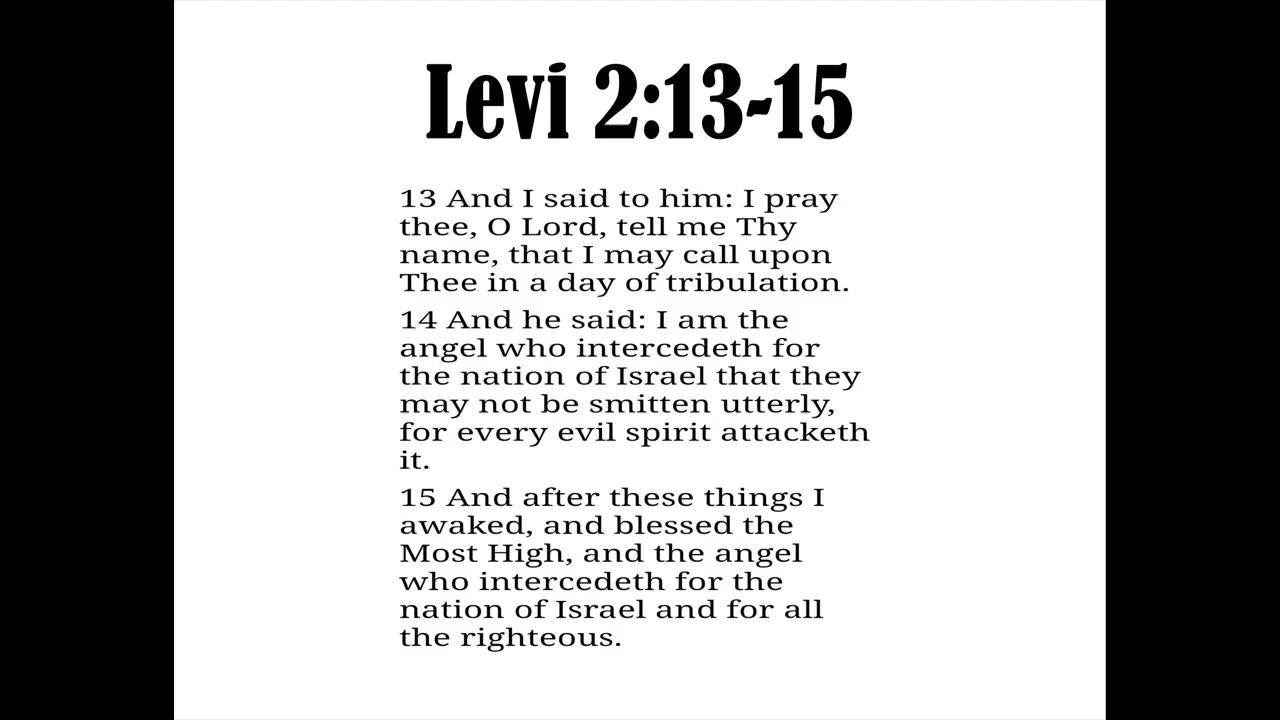 Levi 2:13-15
13 And I said to him: I pray
thee, O Lord, tell me Thy
name, that I may call upon
Thee in a day of tribulation.
14 And he said: I am the
angel who intercedeth for
the nation of Israel that they
may not be smitten utterly,
for every evil spirit attacketh
it.
15 And after these things I
awaked, and blessed the
Most High, and the angel
who intercedeth for the
nation of Israel and for all
the righteous.